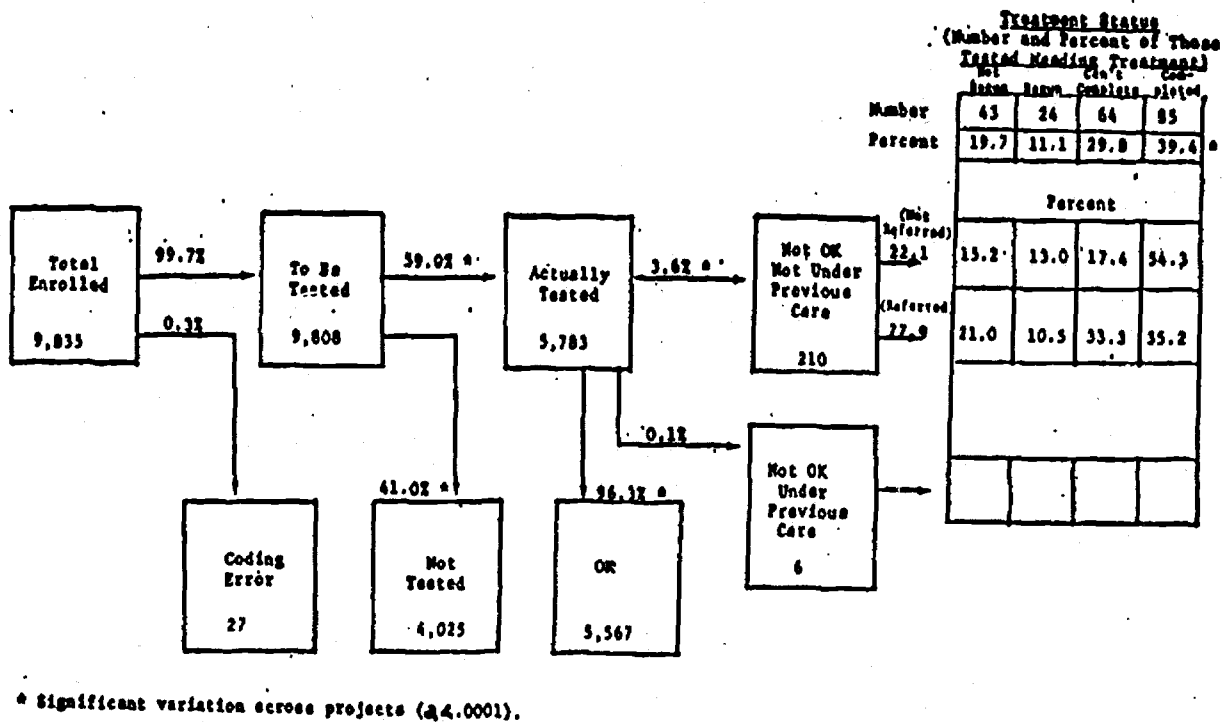 Treatment Status
(Number and Percent of Those
Tested Needing Treatment)
Not Begun Begun Can't Complete Com-pleted
Number 43 24 64 85
Percent 19.7 11.1 29.8 39.4 *
Percent
(Not Referred)
22.1 15.2 13.0 17.4 54.3
(Referred)
77.9 21.0 10.5 33.3 35.2
Total
Enrolled
9,835
99.7%
0.3%
To Be
Tested
9,808
59.0% *
Actually
Tested
5,783
3.6% *
Not OK
Not Under
Previous
Care
210
0.1%
Not OK
Under
Previous
Care
6
Coding
Error
27
41.0% *
Not
Tested
4,025
96.3% *
OK
5,567
* Significant variation across projects (.0001).